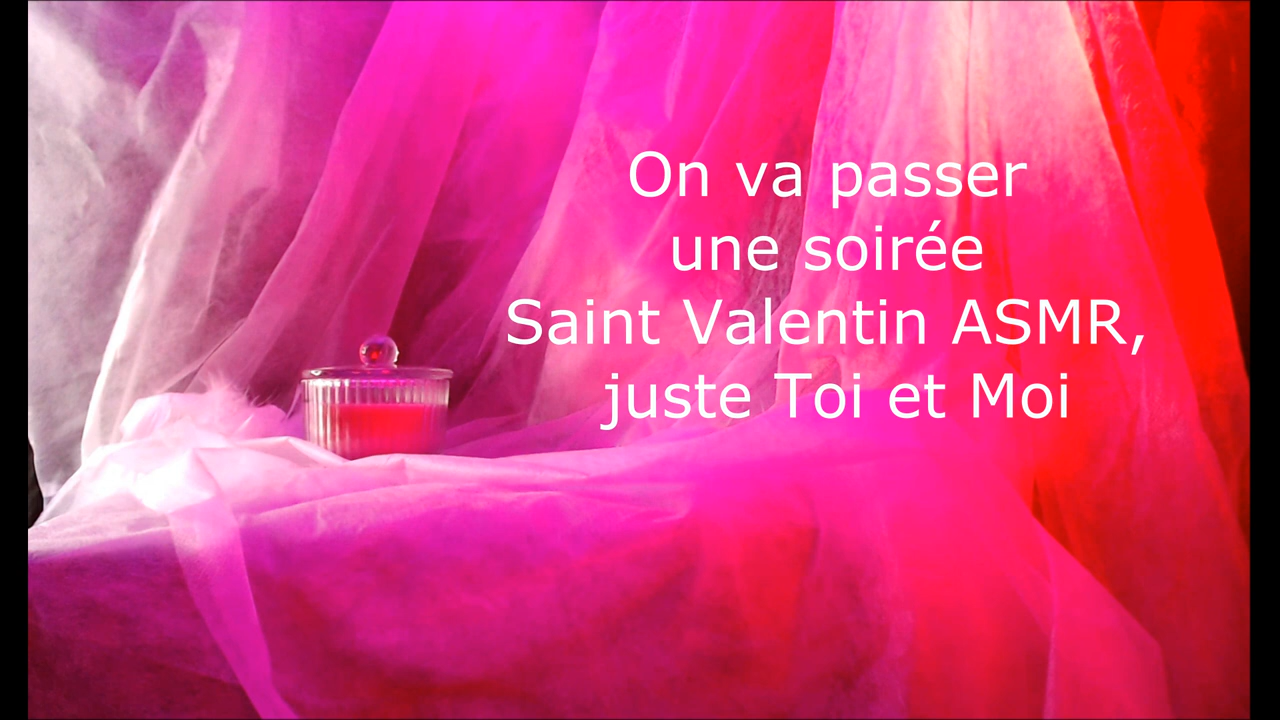 On va passer
une soirée
Saint Valentin ASMR,
juste Toi et Moi